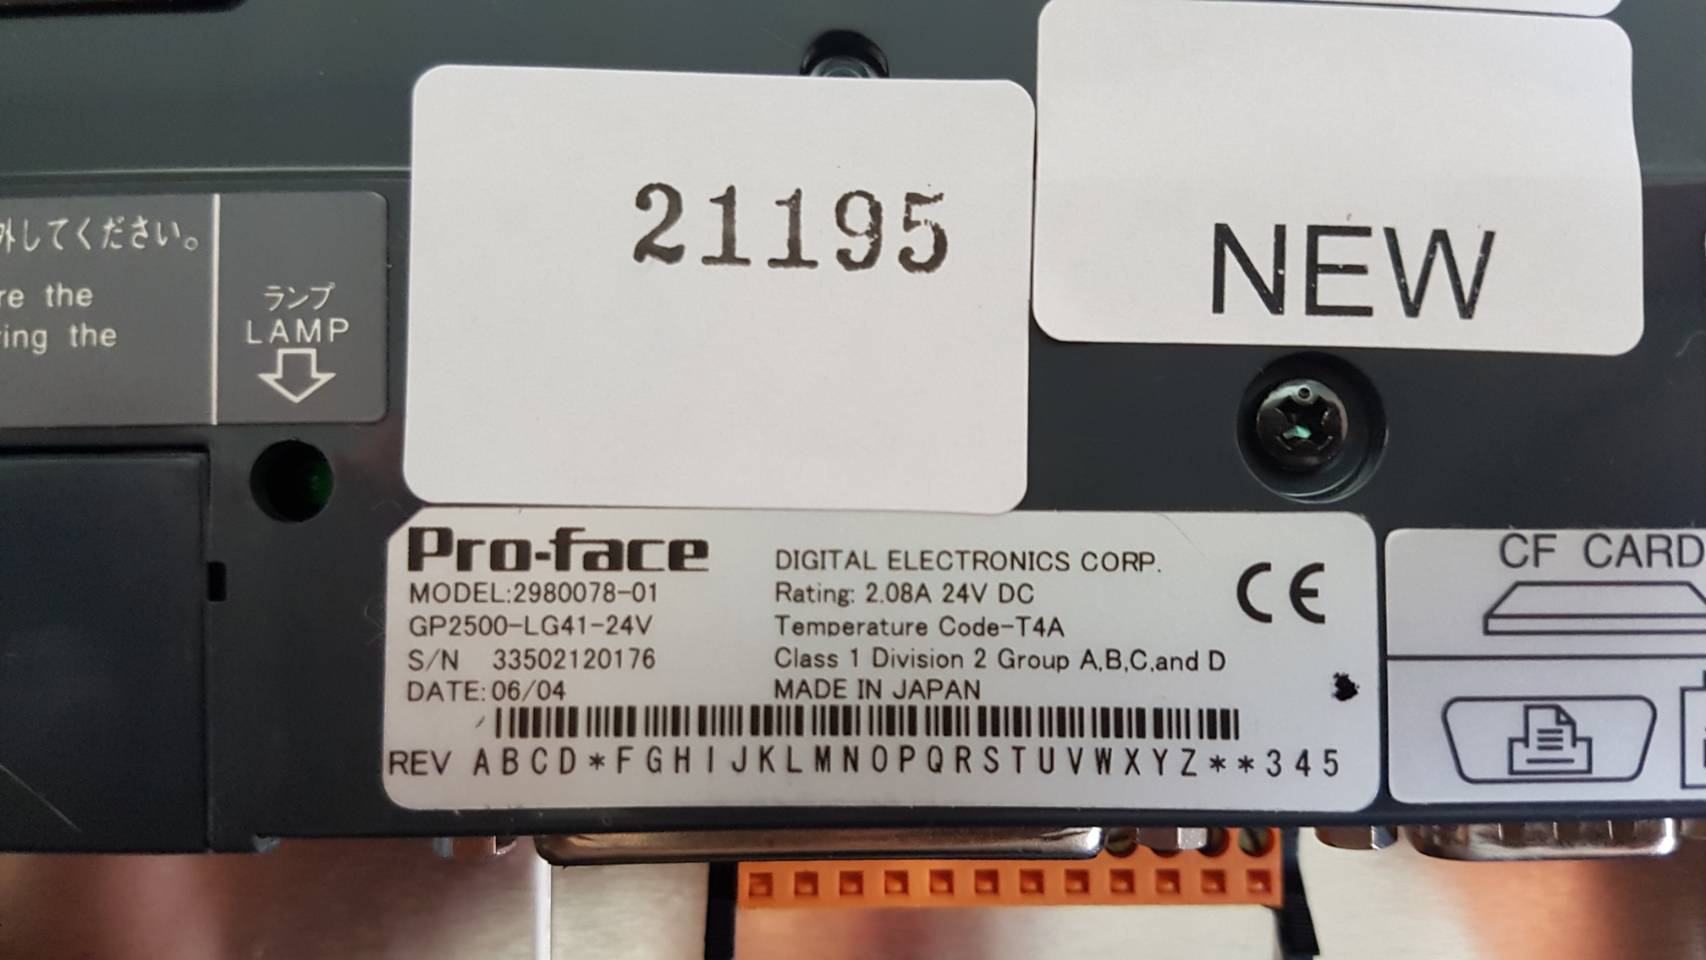 21195
NEW
外してください。
re the
ing the
ランプ
LAMP
Pro-face
MODEL:2980078-01
GP2500-LG41-24V
S/N 33502120176
DATE: 06/04
DIGITAL ELECTRONICS CORP.
Rating: 2.08A 24V DC
Temperature Code-T4A
Class 1 Division 2 Group A,B,C,and D
MADE IN JAPAN
CE
REV ABCD*FGHIJKLMNOPQRSTUVWXYZ**345
CF CARD